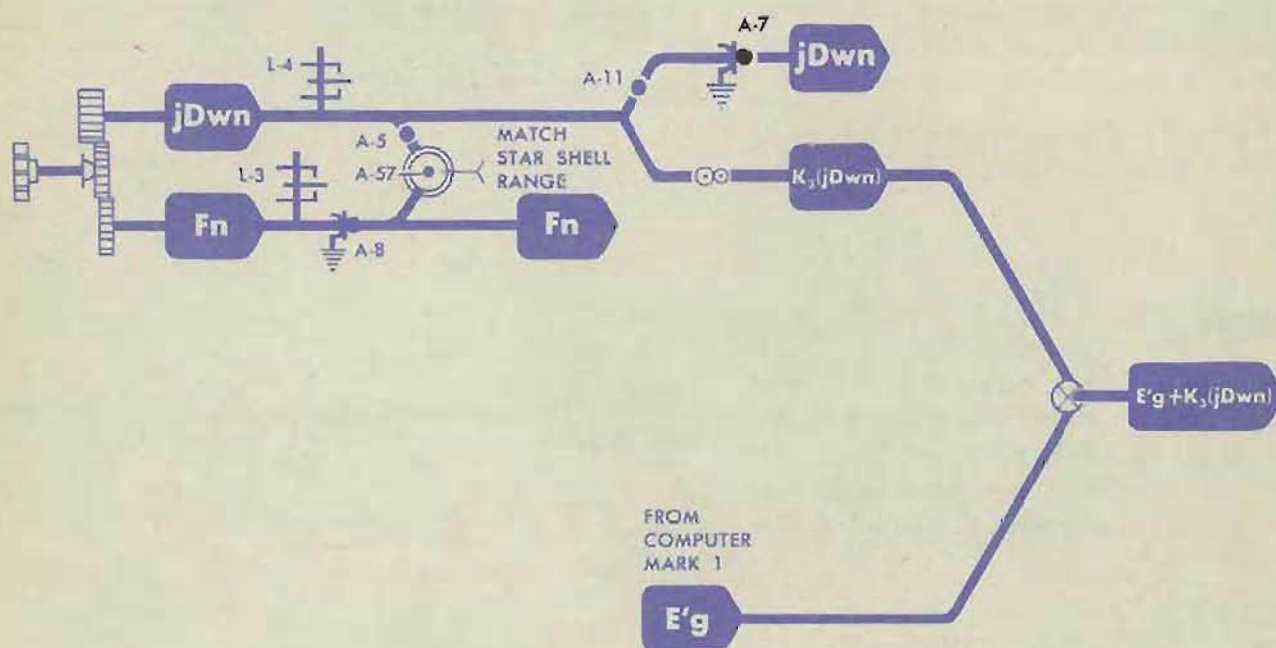 A-7
jDwn
L-4
A-11
jDwn
A-5
MATCH
STAR SHELL
RANGE
A-57
L-3
K₃(jDwn)
Fn
Fn
A-8
E'g+K₃(jDwn)
FROM
COMPUTER
MARK 1
E'g